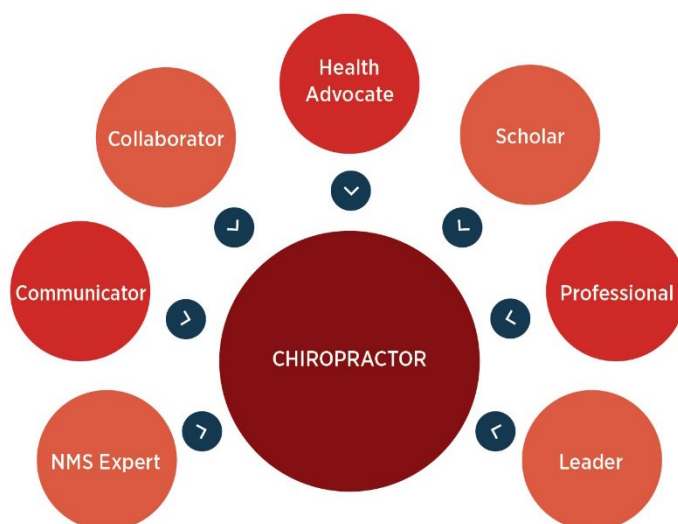 Health
Advocate
Collaborator
Scholar
Communicator
Professional
CHIROPRACTOR
NMS Expert
Leader